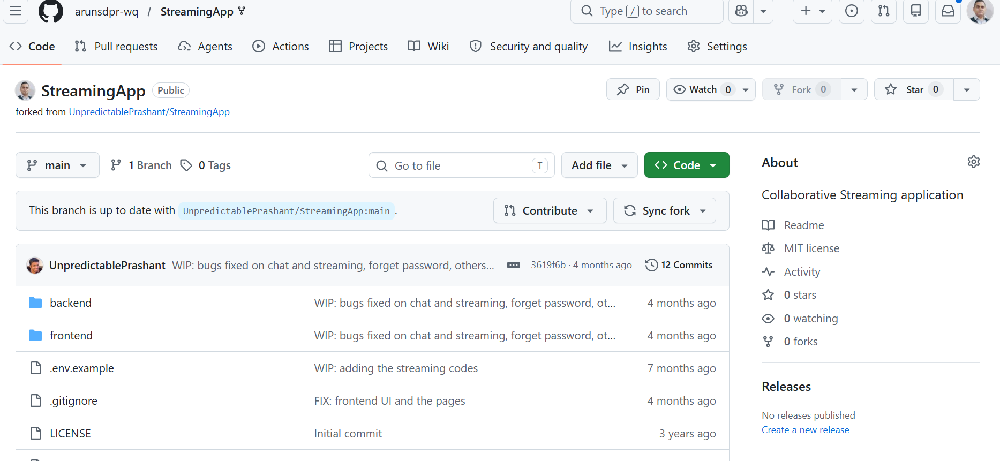 arunsdpr-wq / StreamingApp
Type / to search
Code Pull requests Agents Actions Projects Wiki Security and quality Insights Settings
StreamingApp Public
Pin Watch 0 Fork 0 Star 0
forked from UnpredictablePrashant/StreamingApp
main 1 Branch 0 Tags Go to file T Add file Code
This branch is up to date with UnpredictablePrashant/StreamingApp:main . Contribute Sync fork
UnpredictablePrashant WIP: bugs fixed on chat and streaming, forget password, others... 3619f6b · 4 months ago 12 Commits
backend WIP: bugs fixed on chat and streaming, forget password, ot... 4 months ago
frontend WIP: bugs fixed on chat and streaming, forget password, ot... 4 months ago
.env.example WIP: adding the streaming codes 7 months ago
.gitignore FIX: frontend UI and the pages 4 months ago
LICENSE Initial commit 3 years ago
About
Collaborative Streaming application
Readme
MIT license
Activity
0 stars
0 watching
0 forks
Releases
No releases published
Create a new release